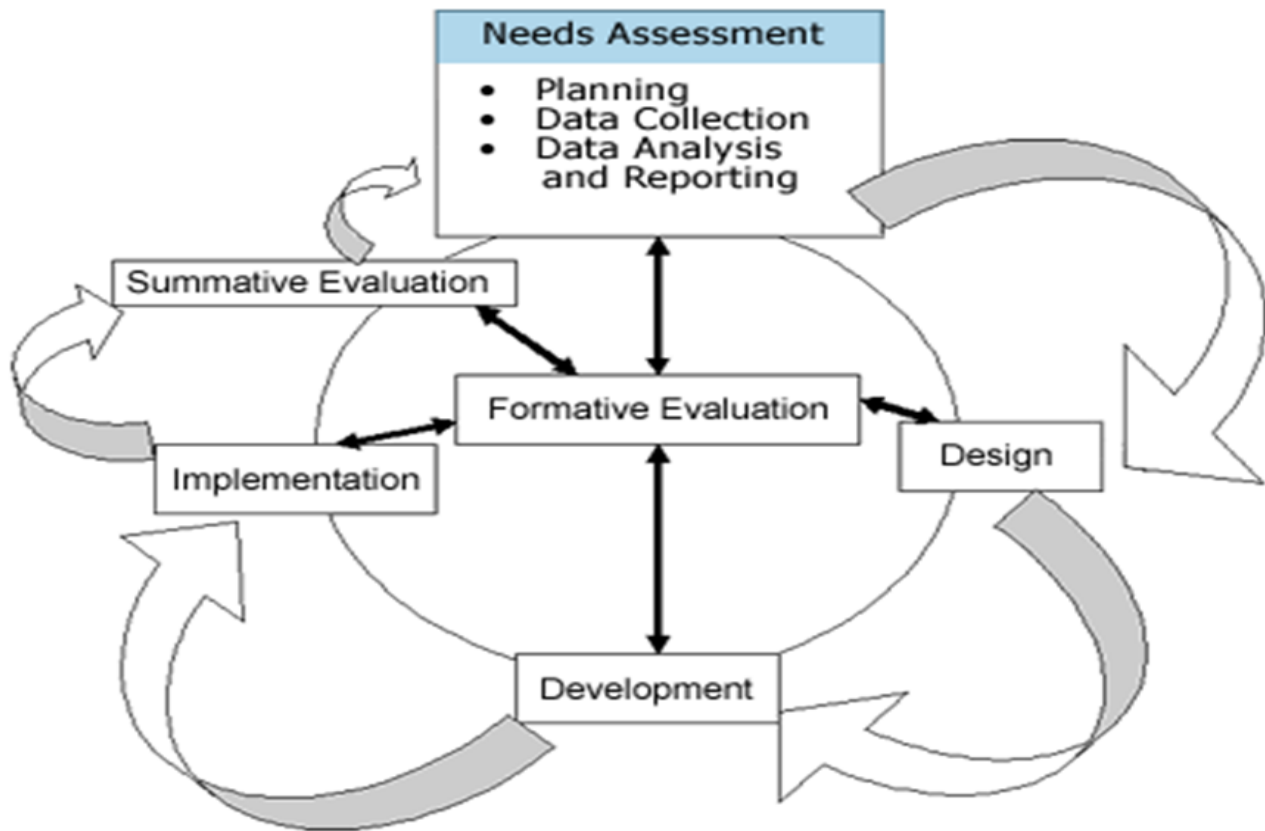 Needs Assessment
• Planning
• Data Collection
• Data Analysis
and Reporting
Summative Evaluation
Formative Evaluation
Design
Implementation
Development